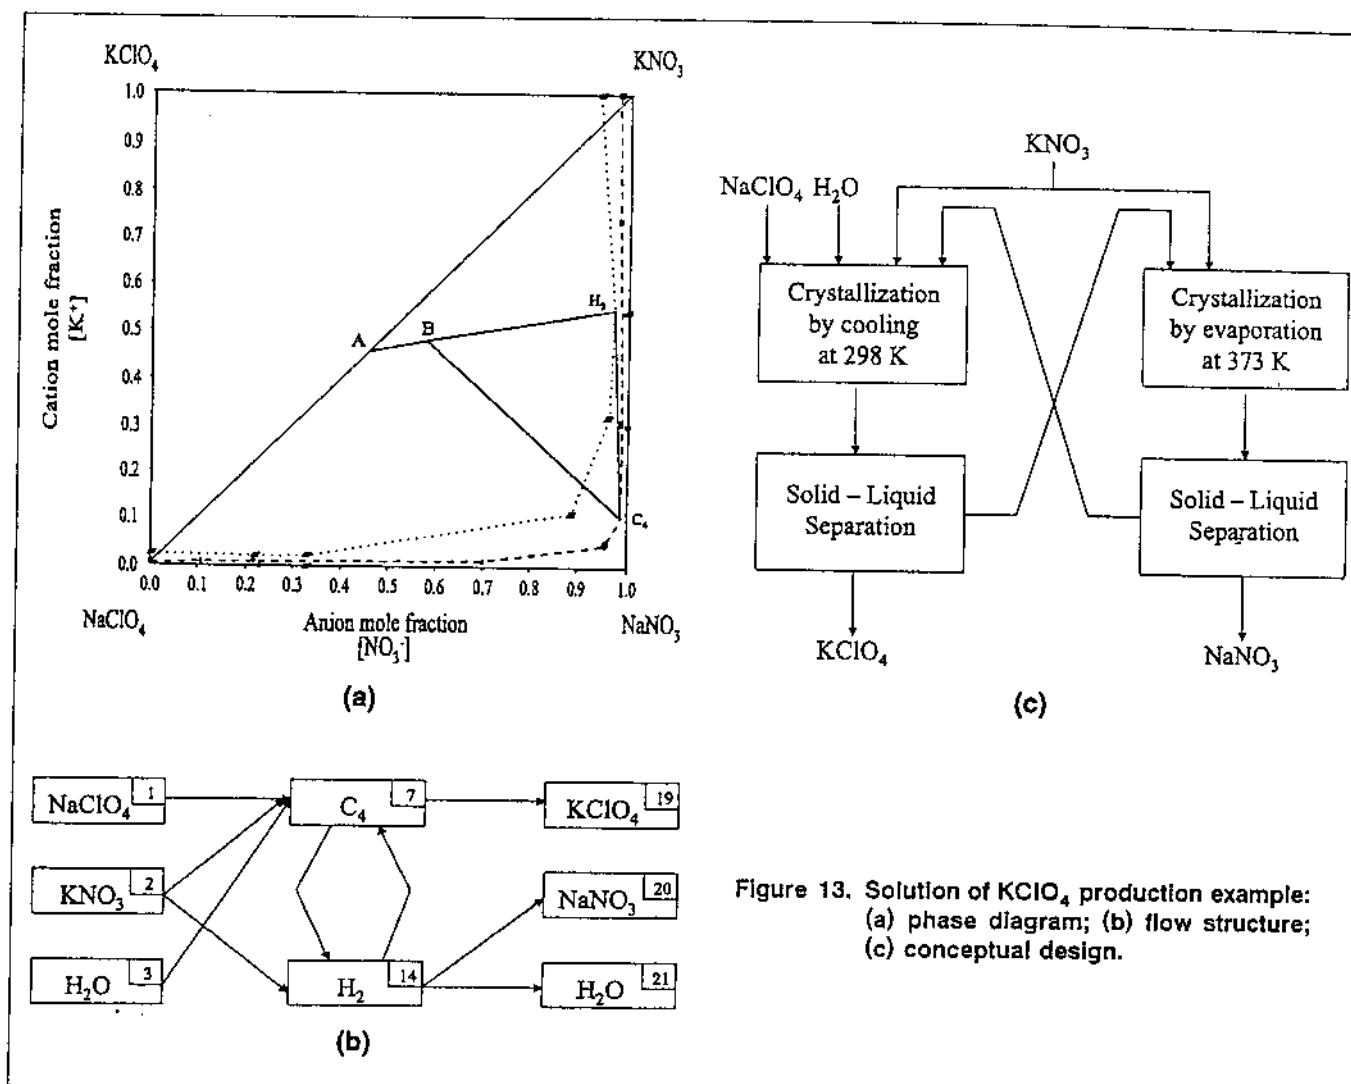 KClO₄
KNO₃
1.0
0.9
0.8
0.7
0.6
0.5
0.4
0.3
0.2
0.1
0.0
Cation mole fraction
[K⁺]
A
B
H₂
C₄
0.0 0.1 0.2 0.3 0.4 0.5 0.6 0.7 0.8 0.9 1.0
NaClO₄
Anion mole fraction
[NO₃⁻]
NaNO₃
(a)
KNO₃
NaClO₄ H₂O
Crystallization
by cooling
at 298 K
Crystallization
by evaporation
at 373 K
Solid – Liquid
Separation
Solid – Liquid
Separation
KClO₄
NaNO₃
(c)
NaClO₄ 1
C₄ 7
KClO₄ 19
KNO₃ 2
NaNO₃ 20
H₂O 3
H₂ 14
H₂O 21
(b)
Figure 13. Solution of KClO₄ production example:
(a) phase diagram; (b) flow structure;
(c) conceptual design.